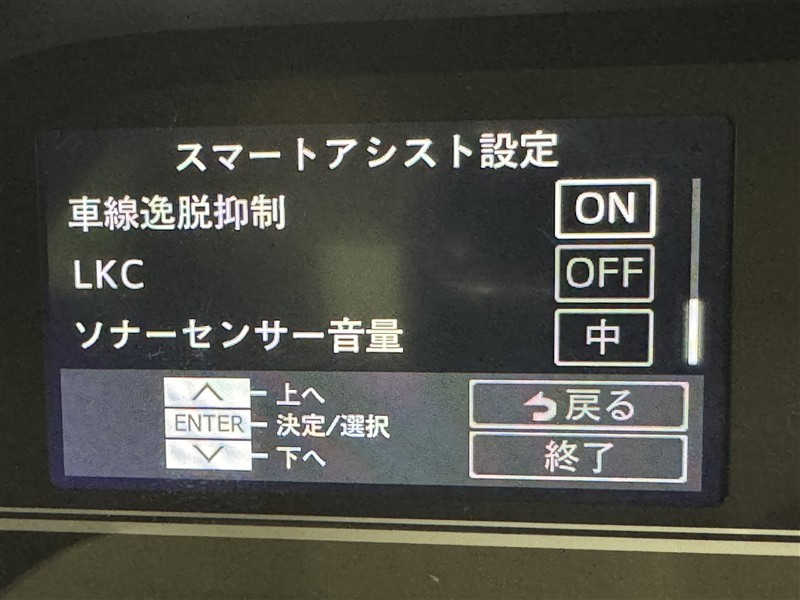 スマートアシスト設定
車線逸脱抑制 ON
LKC OFF
ソナーセンサー音量 中
上へ
ENTER 決定/選択
下へ
戻る
終了